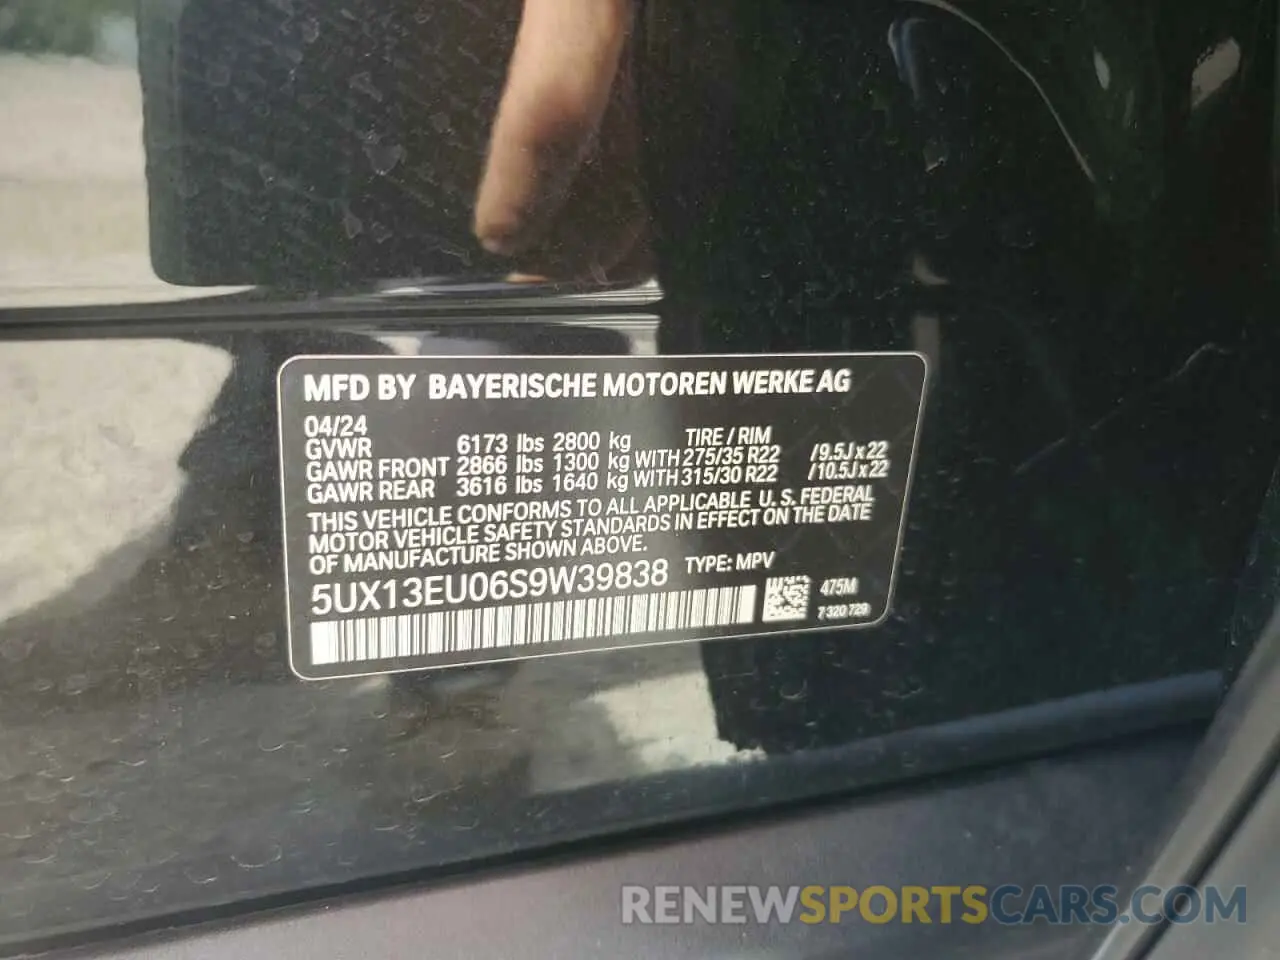 MFD BY BAYERISCHE MOTOREN WERKE AG
04/24
GVWR 6173 lbs 2800 kg TIRE / RIM
GAWR FRONT 2866 lbs 1300 kg WITH 275/35 R22 /9.5J x 22
GAWR REAR 3616 lbs 1640 kg WITH 315/30 R22 /10.5J x 22
THIS VEHICLE CONFORMS TO ALL APPLICABLE U. S. FEDERAL
MOTOR VEHICLE SAFETY STANDARDS IN EFFECT ON THE DATE
OF MANUFACTURE SHOWN ABOVE.
5UX13EU06S9W39838 TYPE: MPV
475M
7 320 729
RENEWSPORTSCARS.COM